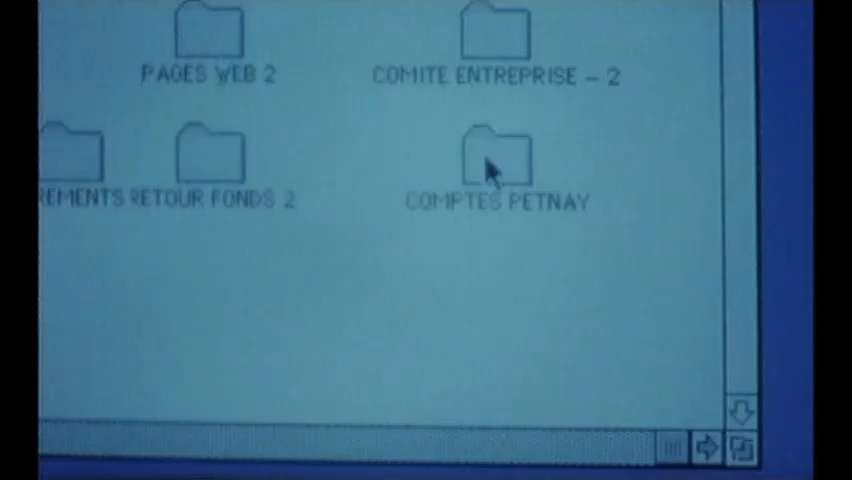 PAGES WEB 2
COMITE ENTREPRISE - 2
REMENTS
RETOUR FONDS 2
COMPTES PETNAY